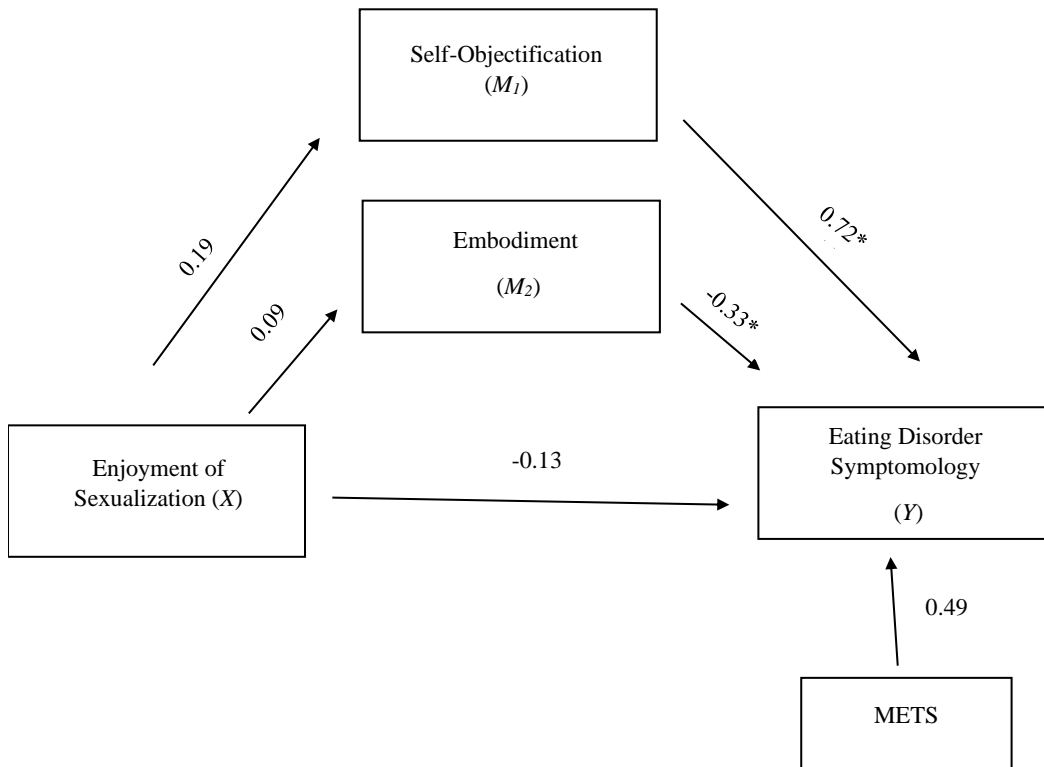 Self-Objectification
(M1)
0.72*
0.19
Embodiment
(M2)
-0.33*
0.09
Enjoyment of
Sexualization (X)
-0.13
Eating Disorder
Symptomology
(Y)
0.49
METS